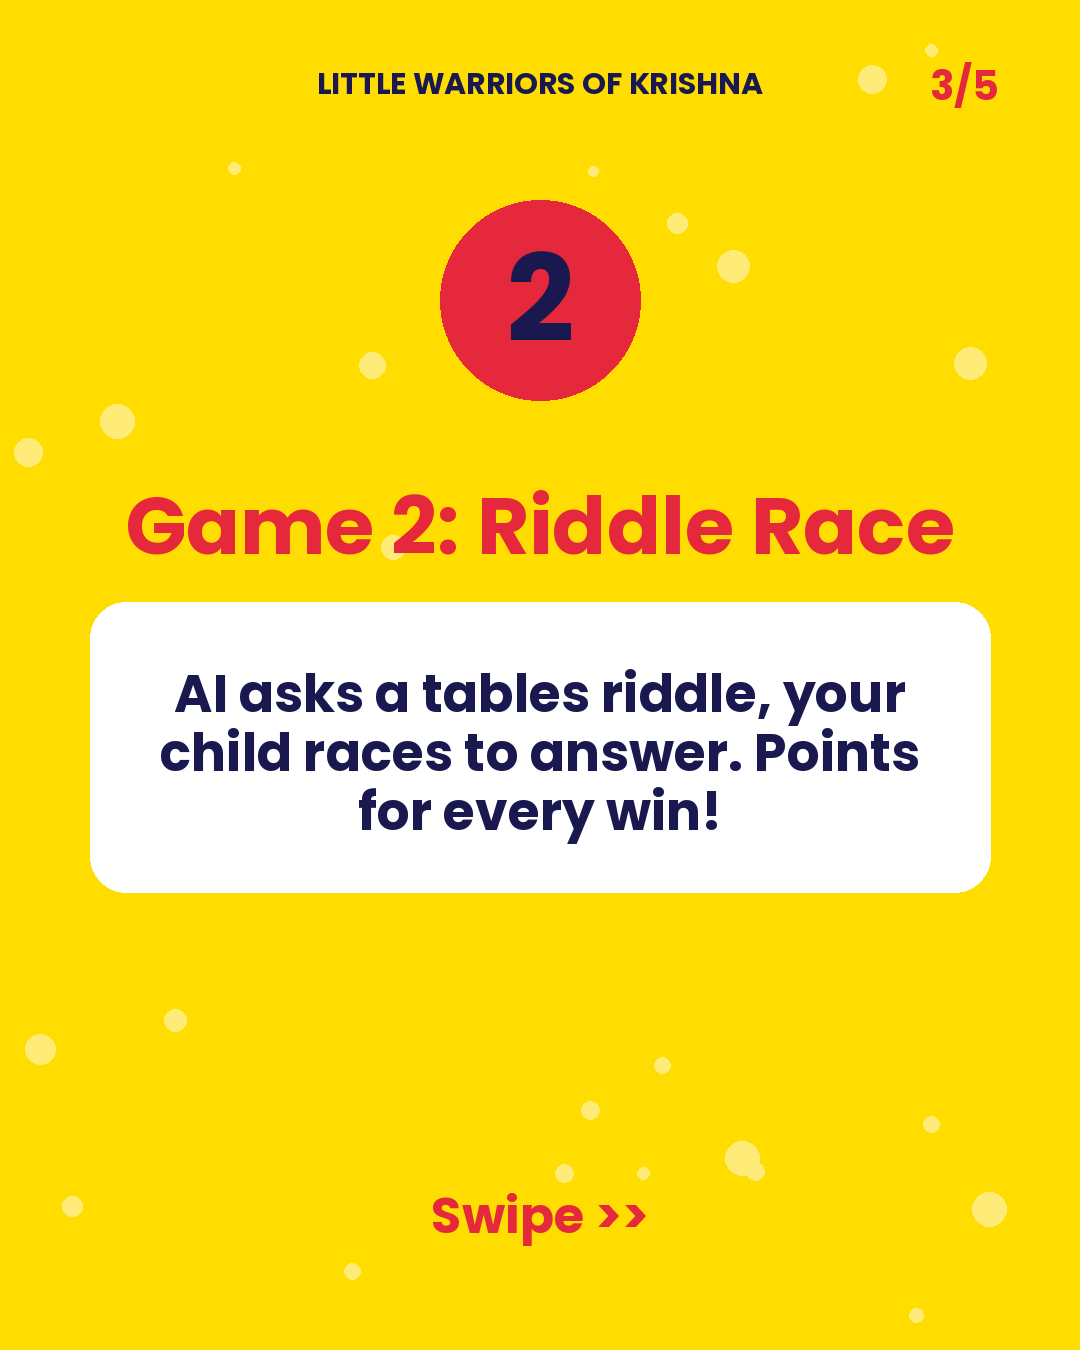 LITTLE WARRIORS OF KRISHNA
3/5
2
Game 2: Riddle Race
AI asks a tables riddle, your
child races to answer. Points
for every win!
Swipe >>